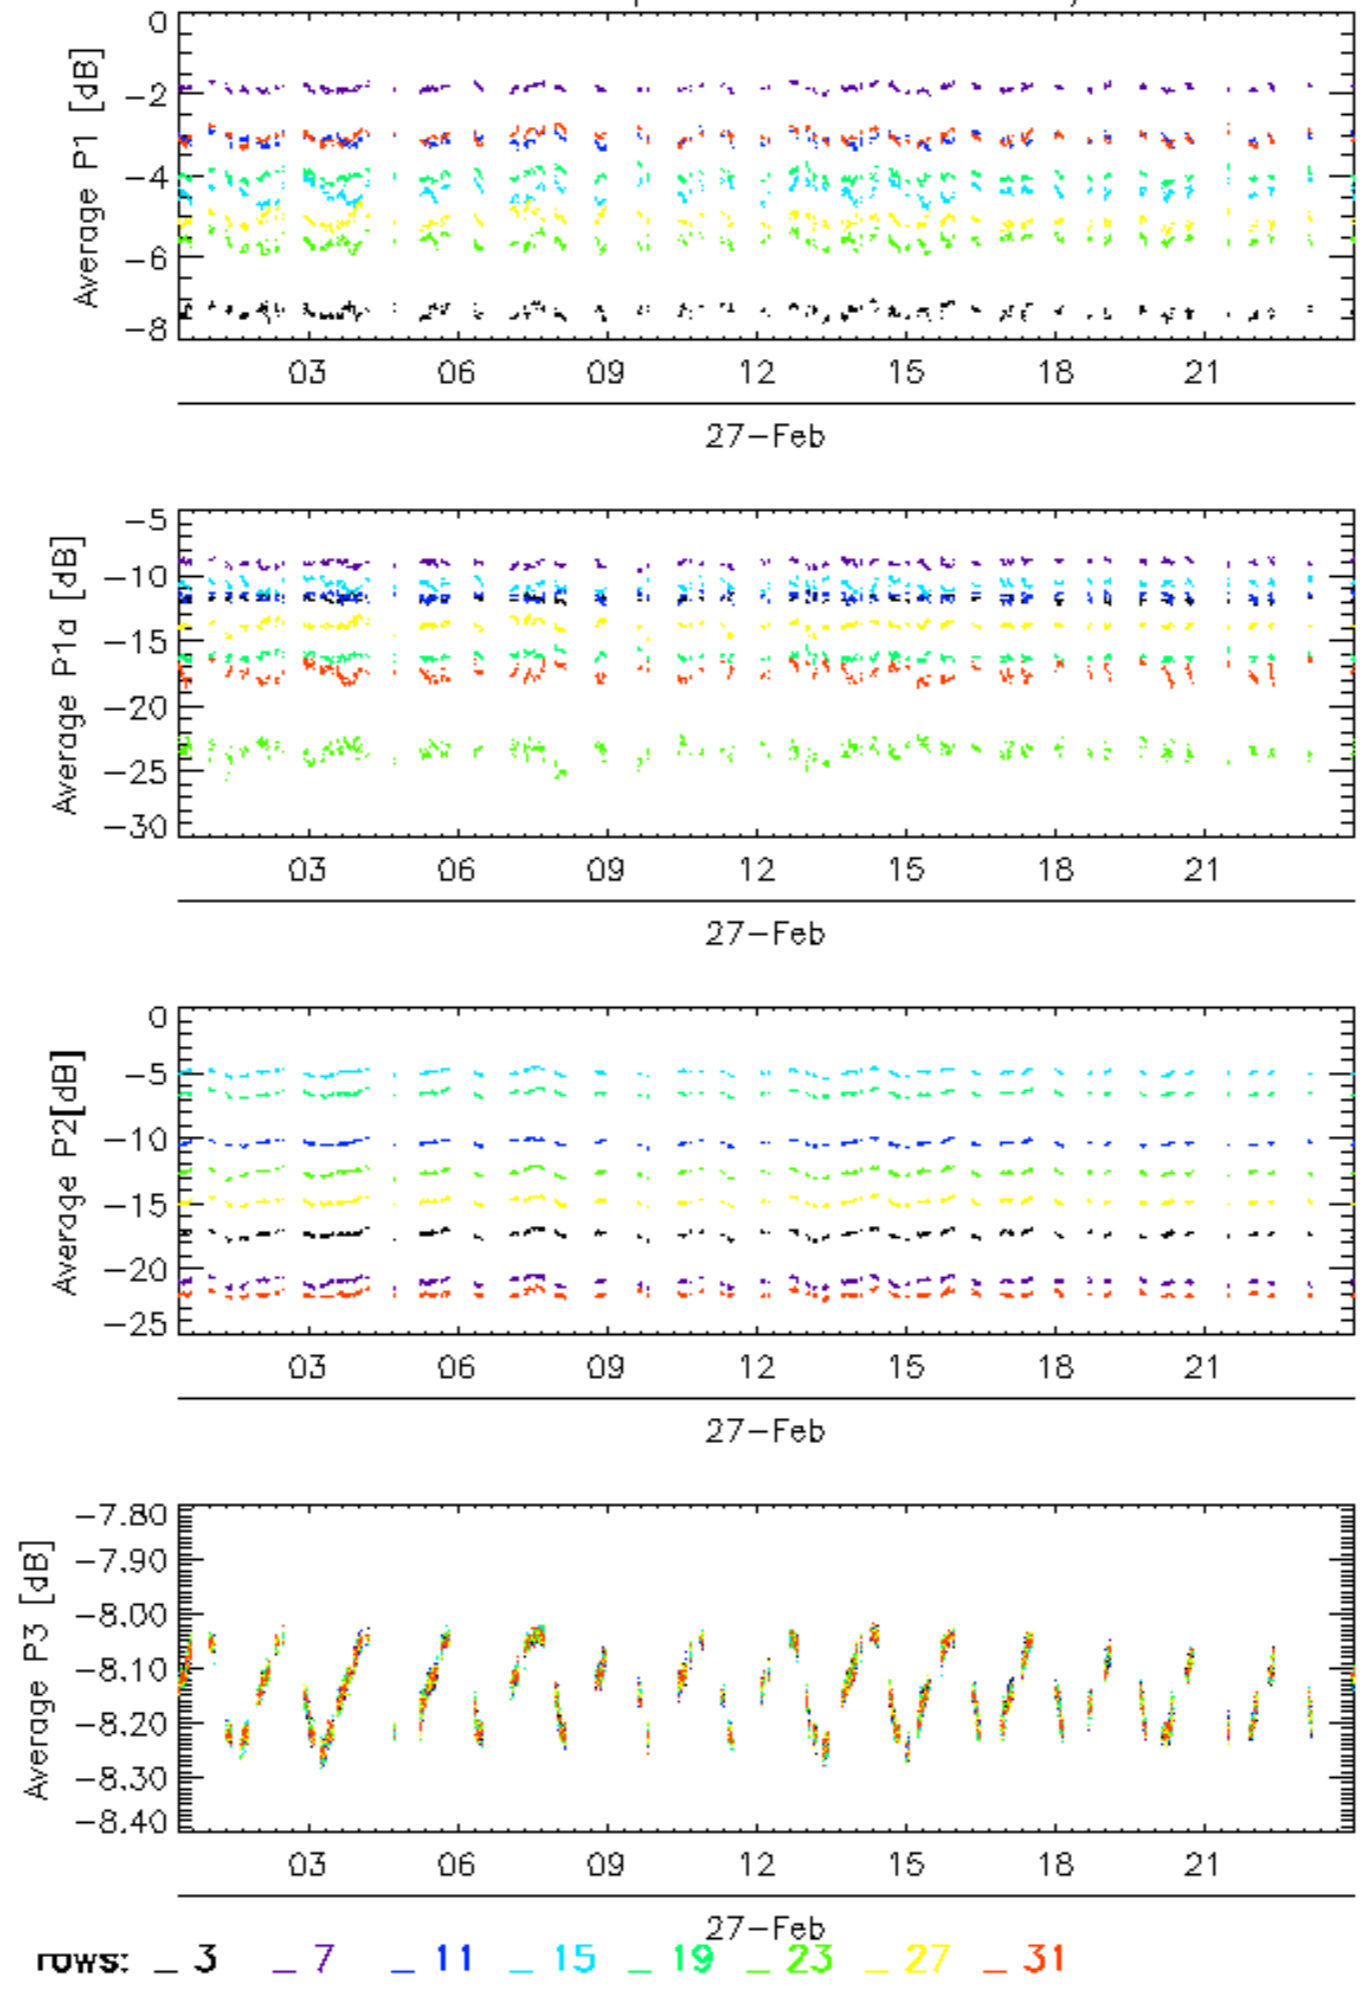 0
−2
−4
−6
−8
Average P1 [dB]
03 06 09 12 15 18 21
27−Feb
−5
−10
−15
−20
−25
−30
Average P1a [dB]
03 06 09 12 15 18 21
27−Feb
0
−5
−10
−15
−20
−25
Average P2[dB]
03 06 09 12 15 18 21
27−Feb
−7.80
−7.90
−8.00
−8.10
−8.20
−8.30
−8.40
Average P3 [dB]
03 06 09 12 15 18 21
27−Feb
rows: _ 3 _ 7 _ 11 _ 15 _ 19 _ 23 _ 27 _ 31